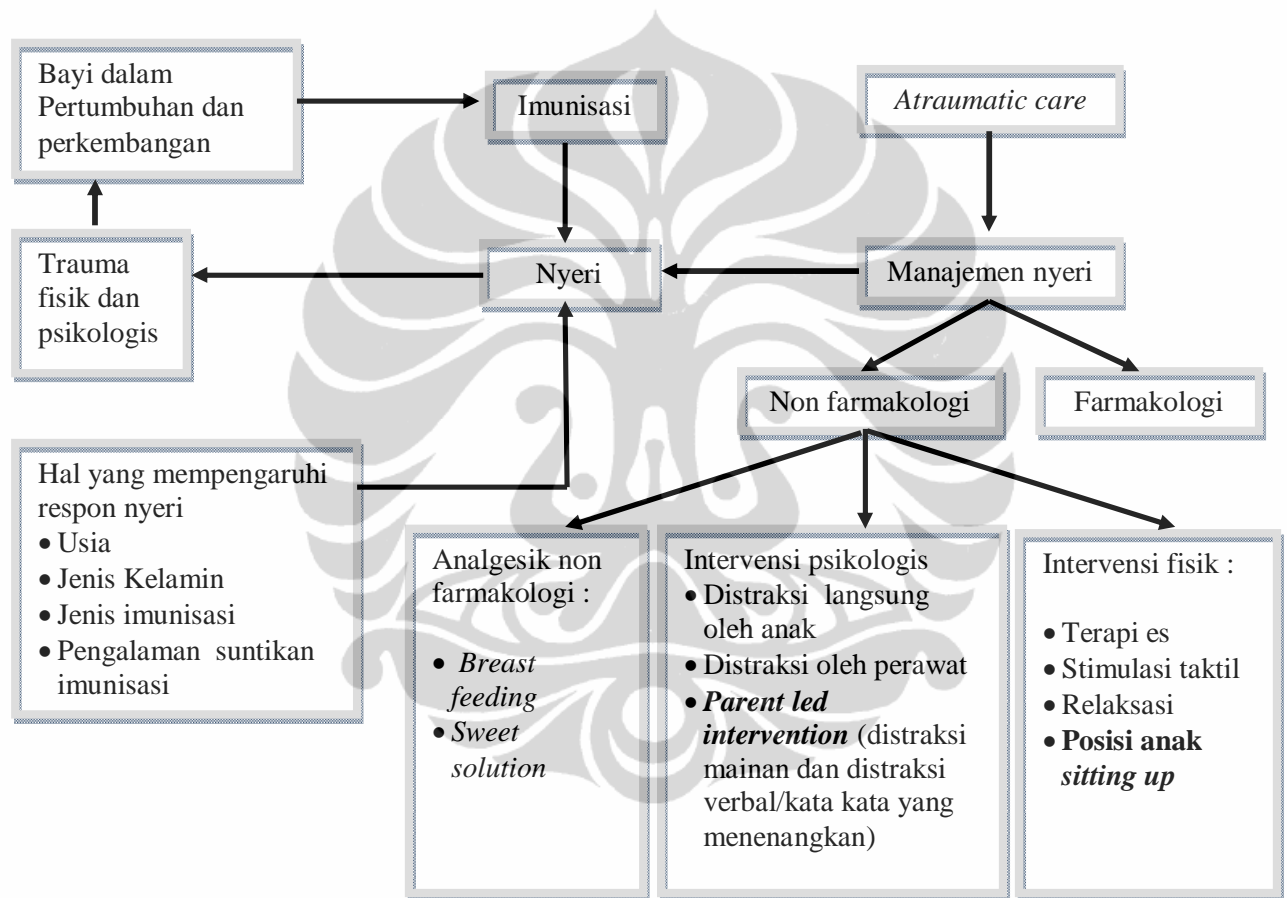 Bayi dalam
Pertumbuhan dan
perkembangan
Imunisasi
Atraumatic care
Trauma
fisik dan
psikologis
Nyeri
Manajemen nyeri
Non farmakologi
Farmakologi
Hal yang mempengaruhi
respon nyeri
• Usia
• Jenis Kelamin
• Jenis imunisasi
• Pengalaman suntikan
imunisasi
Analgesik non
farmakologi :
• Breast
feeding
• Sweet
solution
Intervensi psikologis
• Distraksi langsung
oleh anak
• Distraksi oleh perawat
• Parent led
intervention (distraksi
mainan dan distraksi
verbal/kata kata yang
menenangkan)
Intervensi fisik :
• Terapi es
• Stimulasi taktil
• Relaksasi
• Posisi anak
sitting up